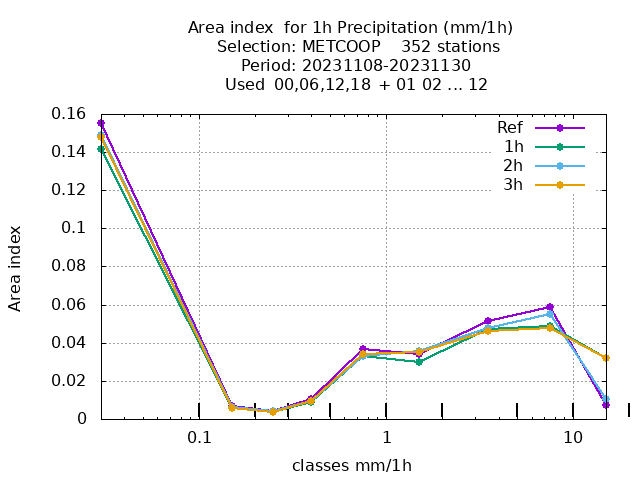 Area index  for 1h Precipitation (mm/1h)
Selection: METCOOP    352 stations
Period: 20231108-20231130
Used  00,06,12,18 + 01 02 ... 12
Ref
1h
2h
3h
0.16
0.14
0.12
0.1
0.08
0.06
0.04
0.02
0
Area index
0.1
1
10
classes mm/1h